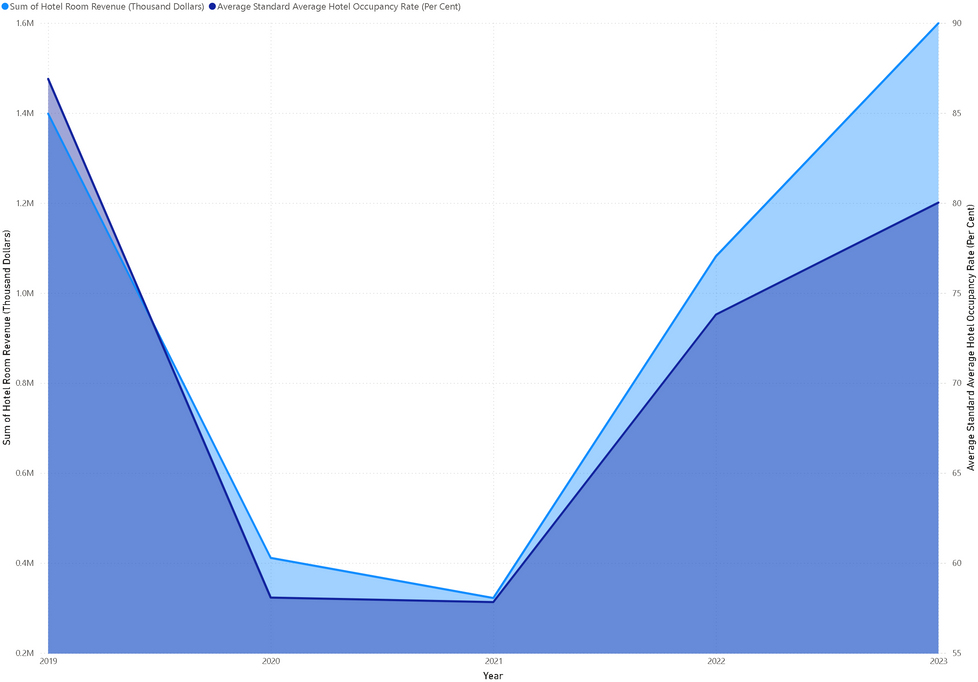 Sum of Hotel Room Revenue (Thousand Dollars) Average Standard Average Hotel Occupancy Rate (Per Cent)
1.6M
1.4M
1.2M
1.0M
0.8M
0.6M
0.4M
0.2M
Sum of Hotel Room Revenue (Thousand Dollars)
90
85
80
75
70
65
60
55
Average Standard Average Hotel Occupancy Rate (Per Cent)
2019 2020 2021 2022 2023
Year